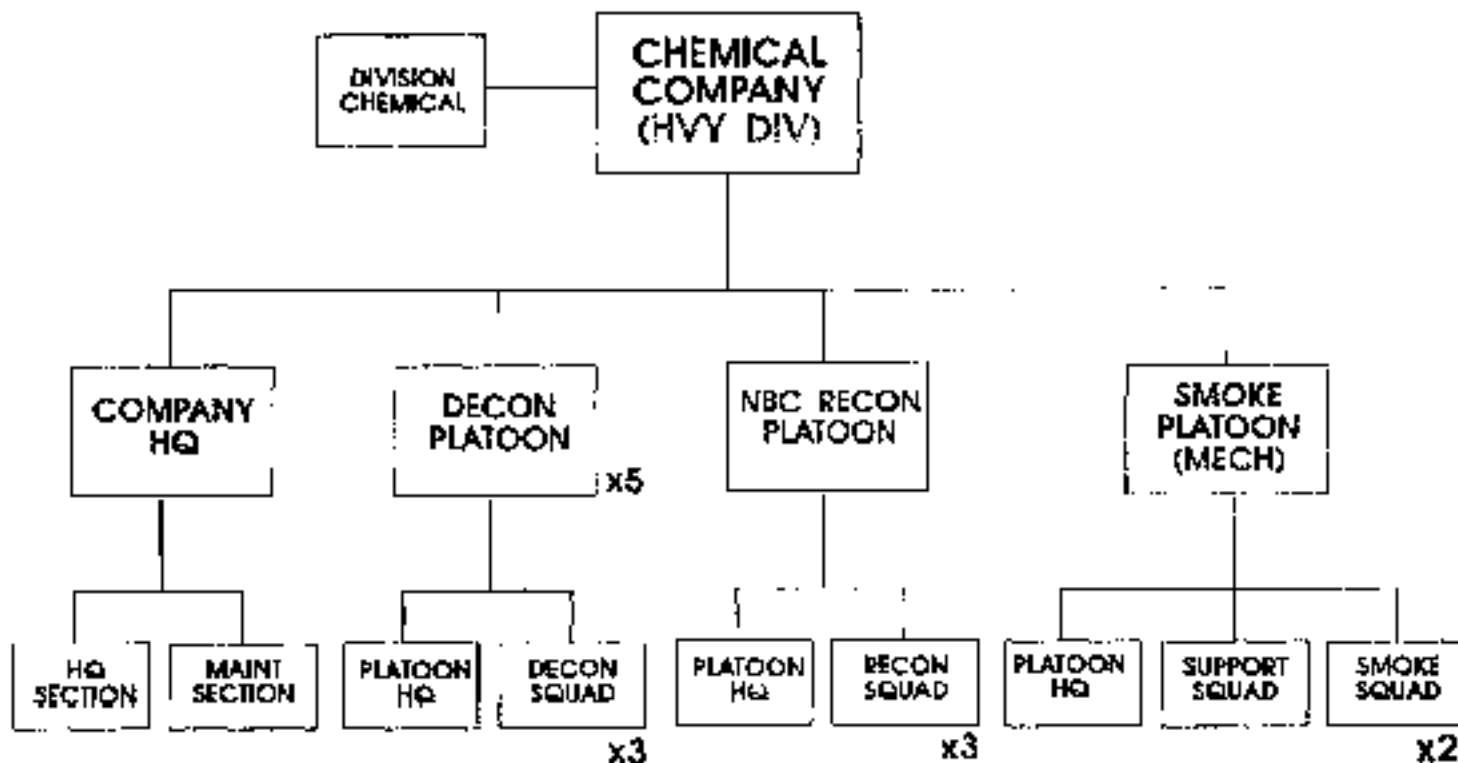 CHEMICAL
COMPANY
(HVY DIV)
DIVISION
CHEMICAL
COMPANY
HQ
DECON
PLATOON
x5
NBC RECON
PLATOON
SMOKE
PLATOON
(MECH)
HQ
SECTION
MAINT
SECTION
PLATOON
HQ
DECON
SQUAD
x3
PLATOON
HQ
RECON
SQUAD
x3
PLATOON
HQ
SUPPORT
SQUAD
SMOKE
SQUAD
x2